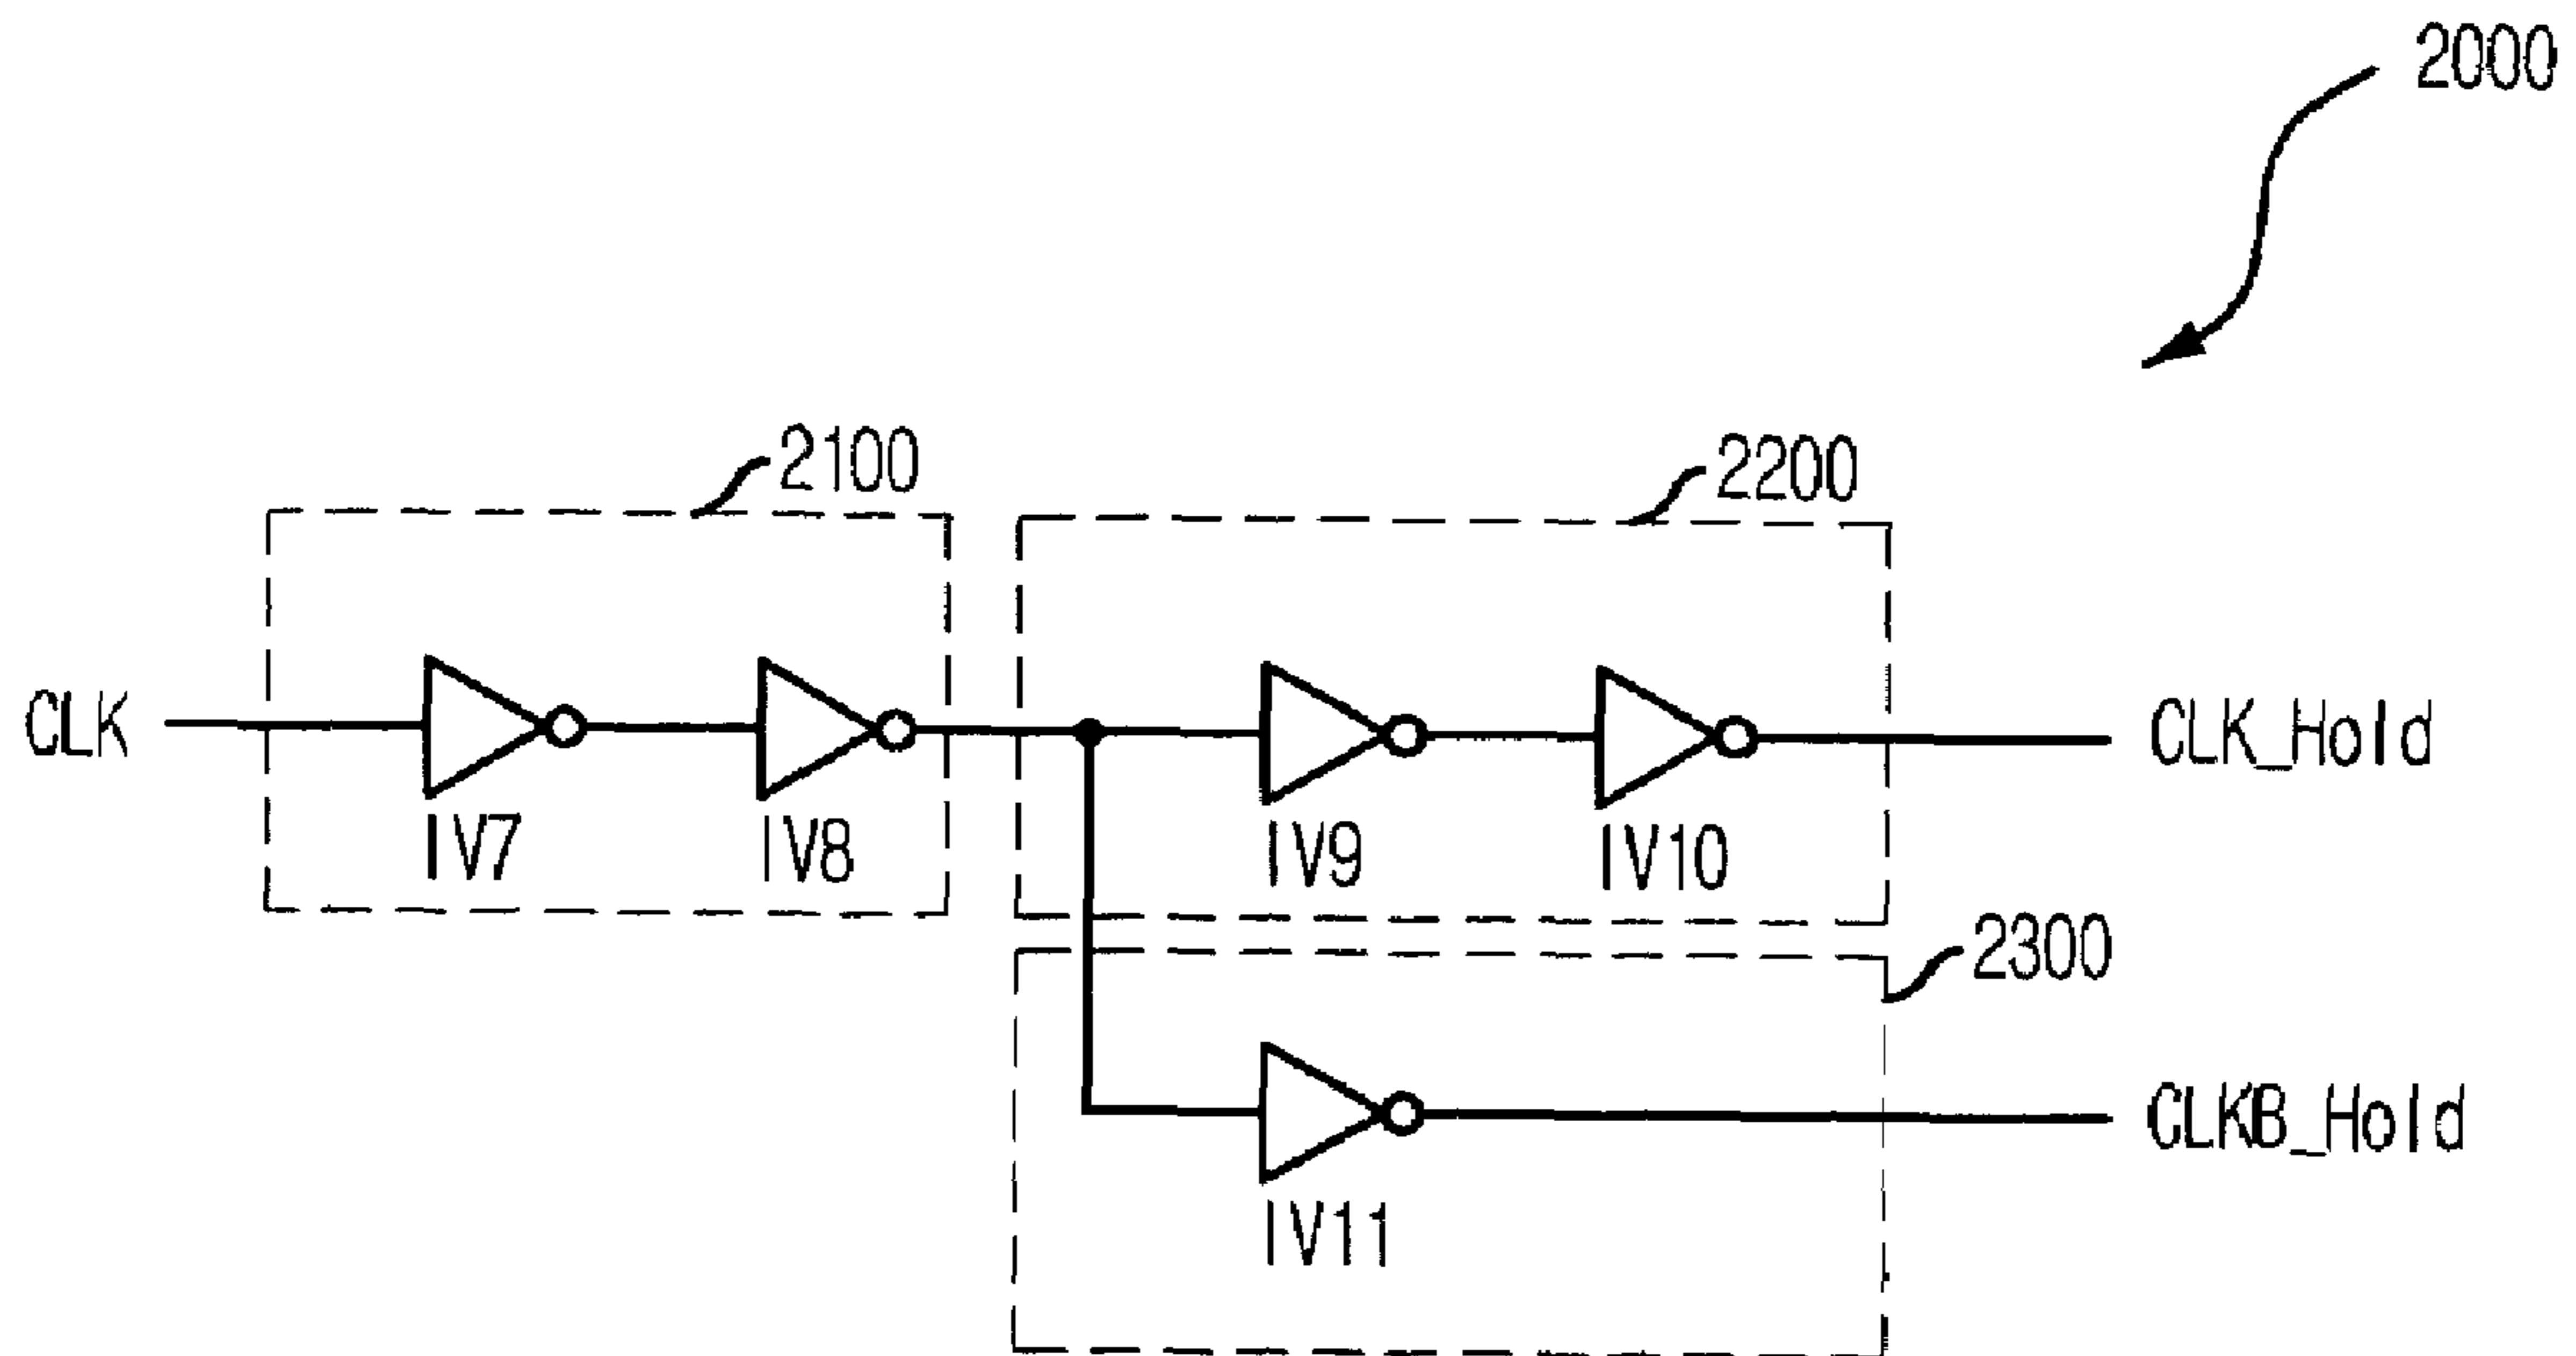 2000
2100
2200
CLK
CLK_Hold
IV7
IV8
IV9
IV10
2300
CLKB_Hold
IV11